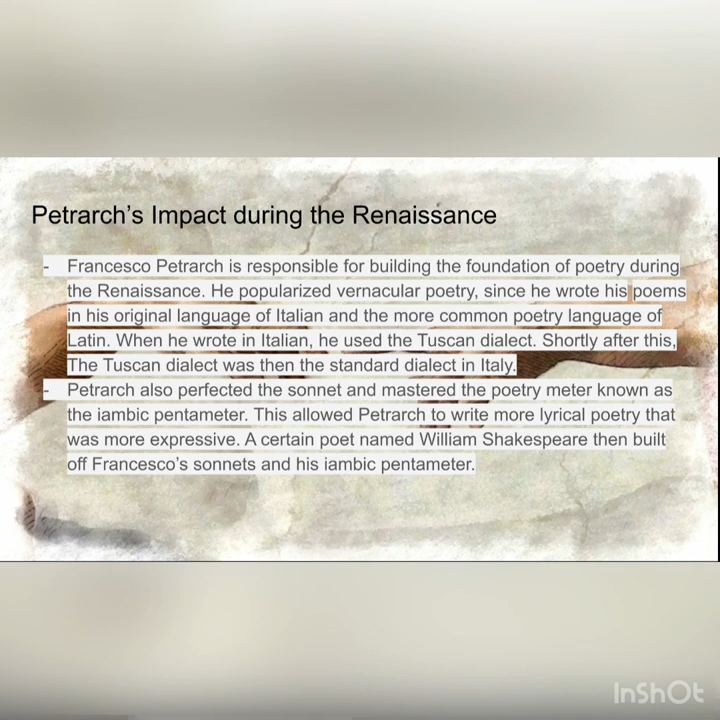 Petrarch’s Impact during the Renaissance
- Francesco Petrarch is responsible for building the foundation of poetry during
the Renaissance. He popularized vernacular poetry, since he wrote his poems
in his original language of Italian and the more common poetry language of
Latin. When he wrote in Italian, he used the Tuscan dialect. Shortly after this,
The Tuscan dialect was then the standard dialect in Italy.
- Petrarch also perfected the sonnet and mastered the poetry meter known as
the iambic pentameter. This allowed Petrarch to write more lyrical poetry that
was more expressive. A certain poet named William Shakespeare then built
off Francesco’s sonnets and his iambic pentameter.
InShOt